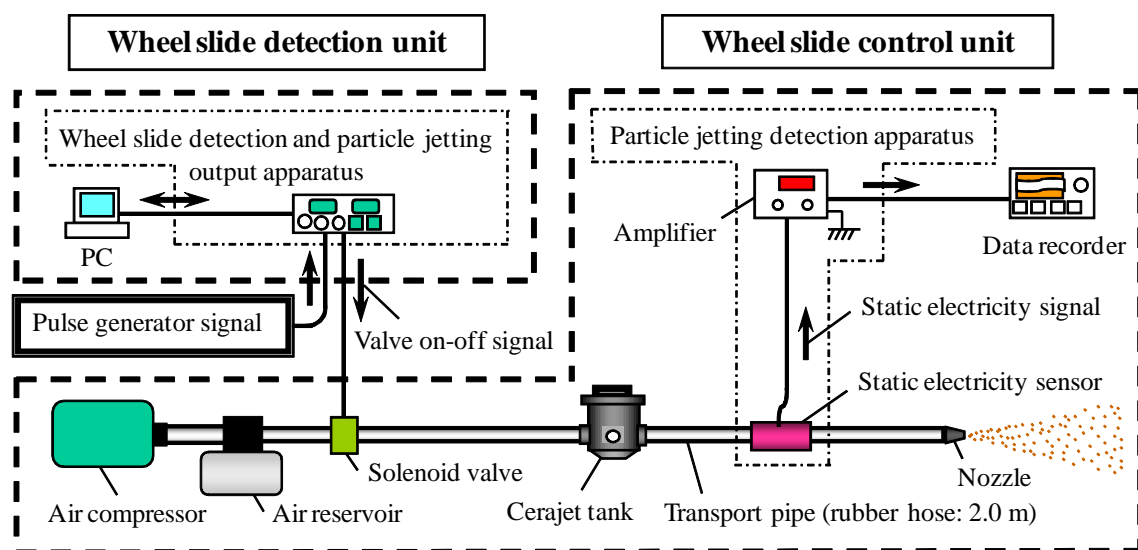 Wheel slide detection unit
Wheel slide control unit
Wheel slide detection and particle jetting
output apparatus
PC
Pulse generator signal
Valve on-off signal
Particle jetting detection apparatus
Amplifier
Data recorder
Static electricity signal
Static electricity sensor
Solenoid valve
Nozzle
Air compressor
Air reservoir
Cerajet tank
Transport pipe (rubber hose: 2.0 m)